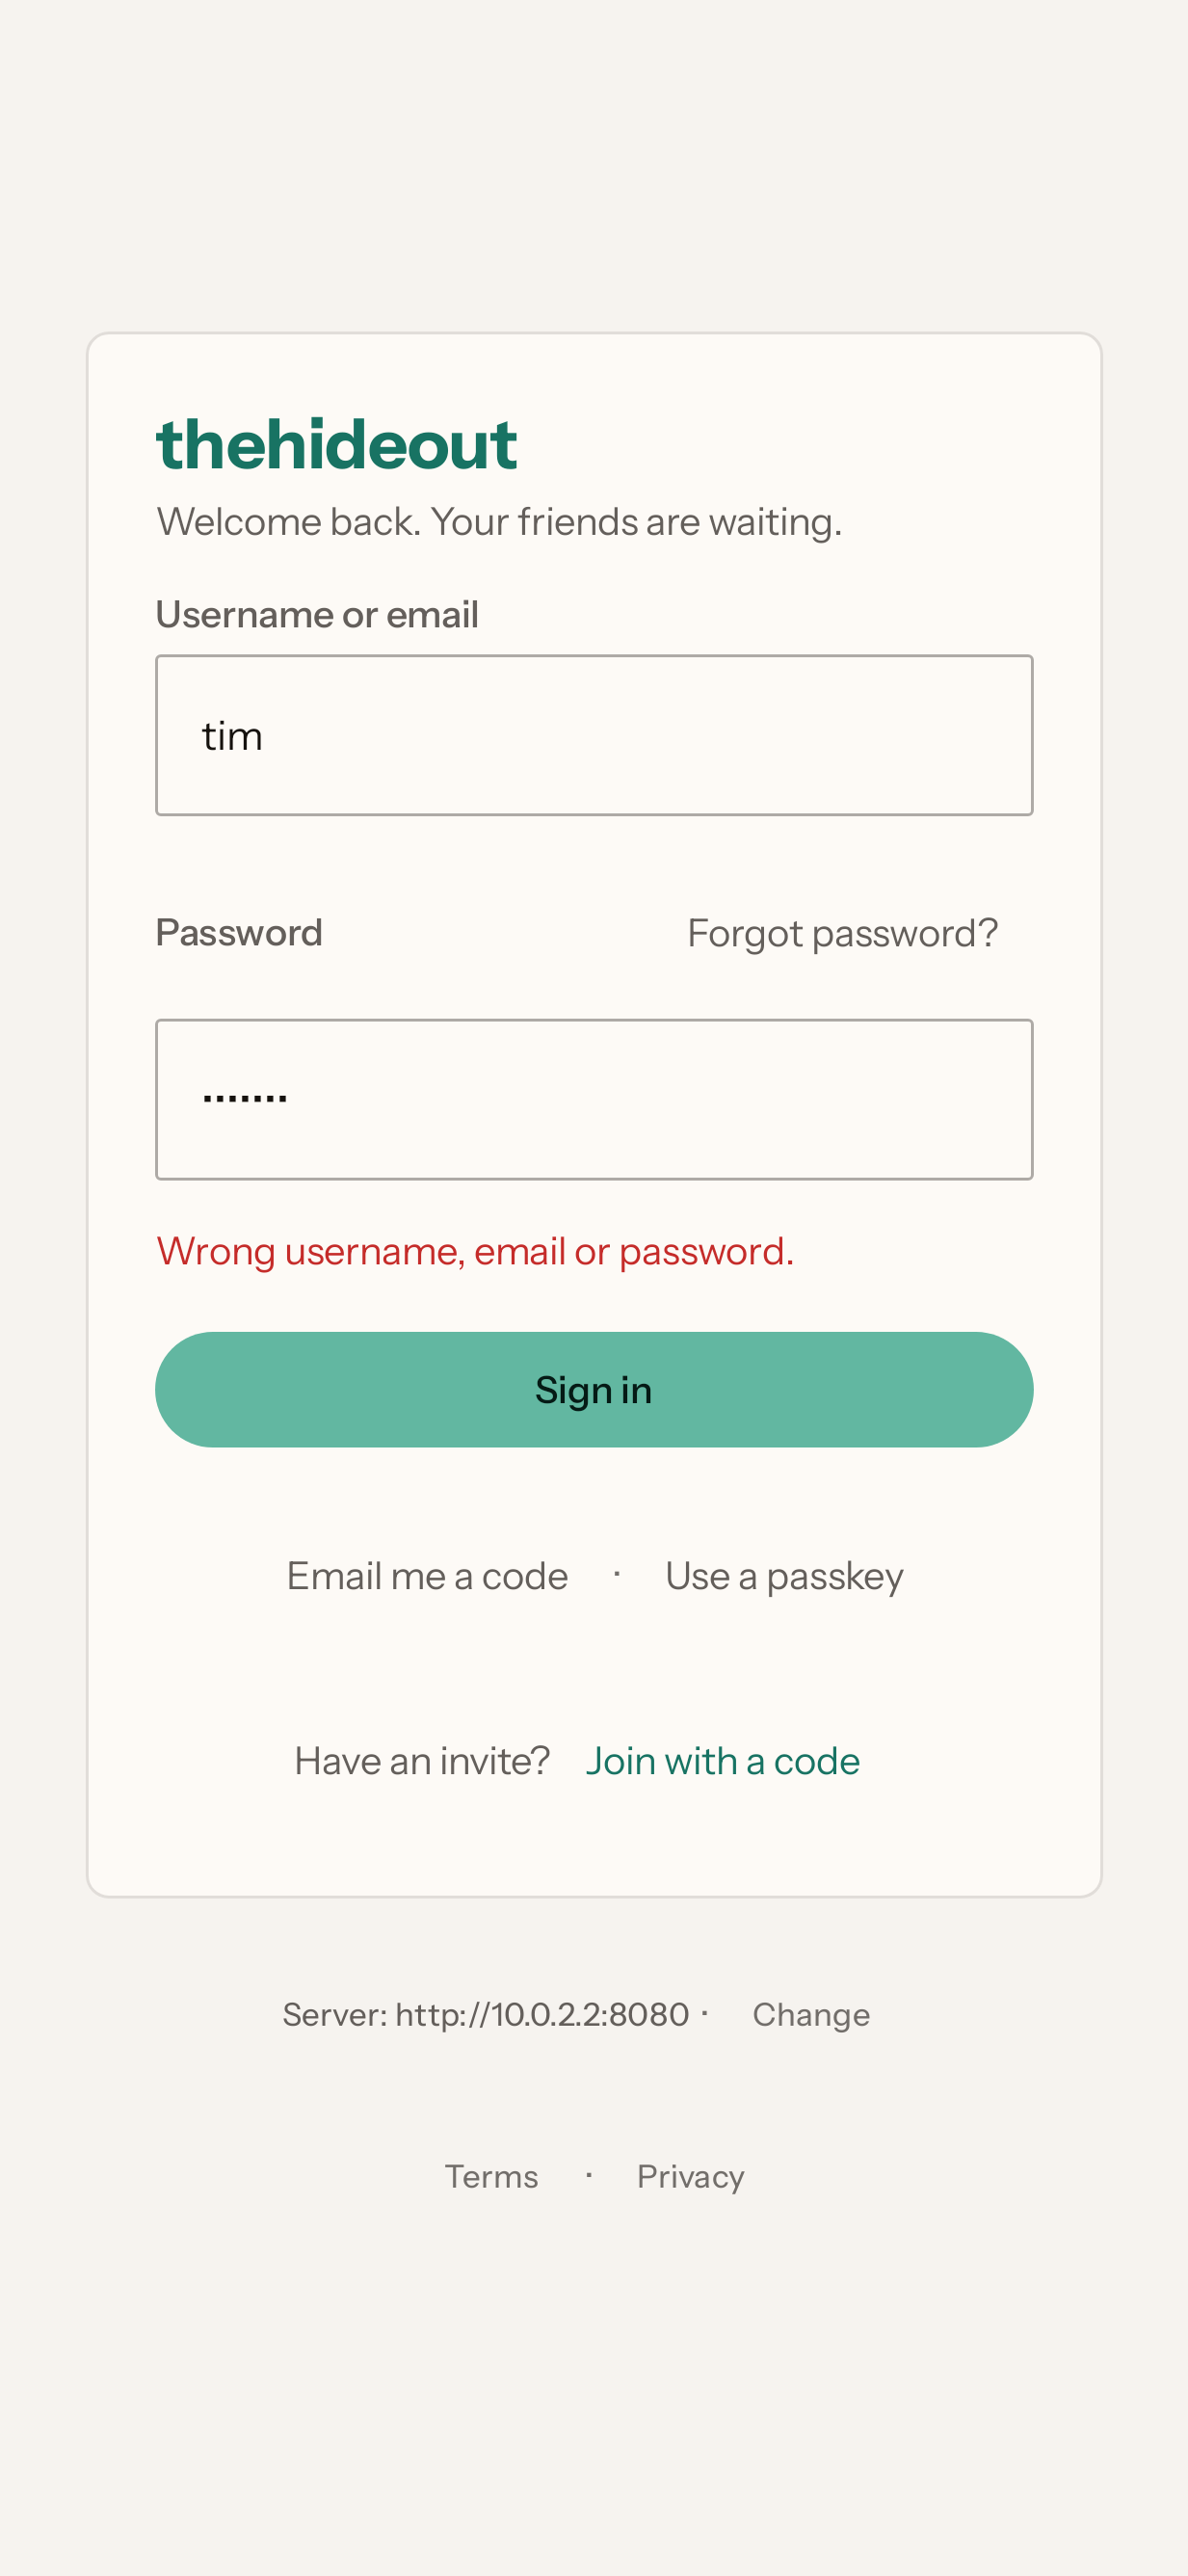 thehideout
Welcome back. Your friends are waiting.
Username or email
tim
Password Forgot password?
•••••••
Wrong username, email or password.
Sign in
Email me a code · Use a passkey
Have an invite? Join with a code
Server: http://10.0.2.2:8080 · Change
Terms · Privacy